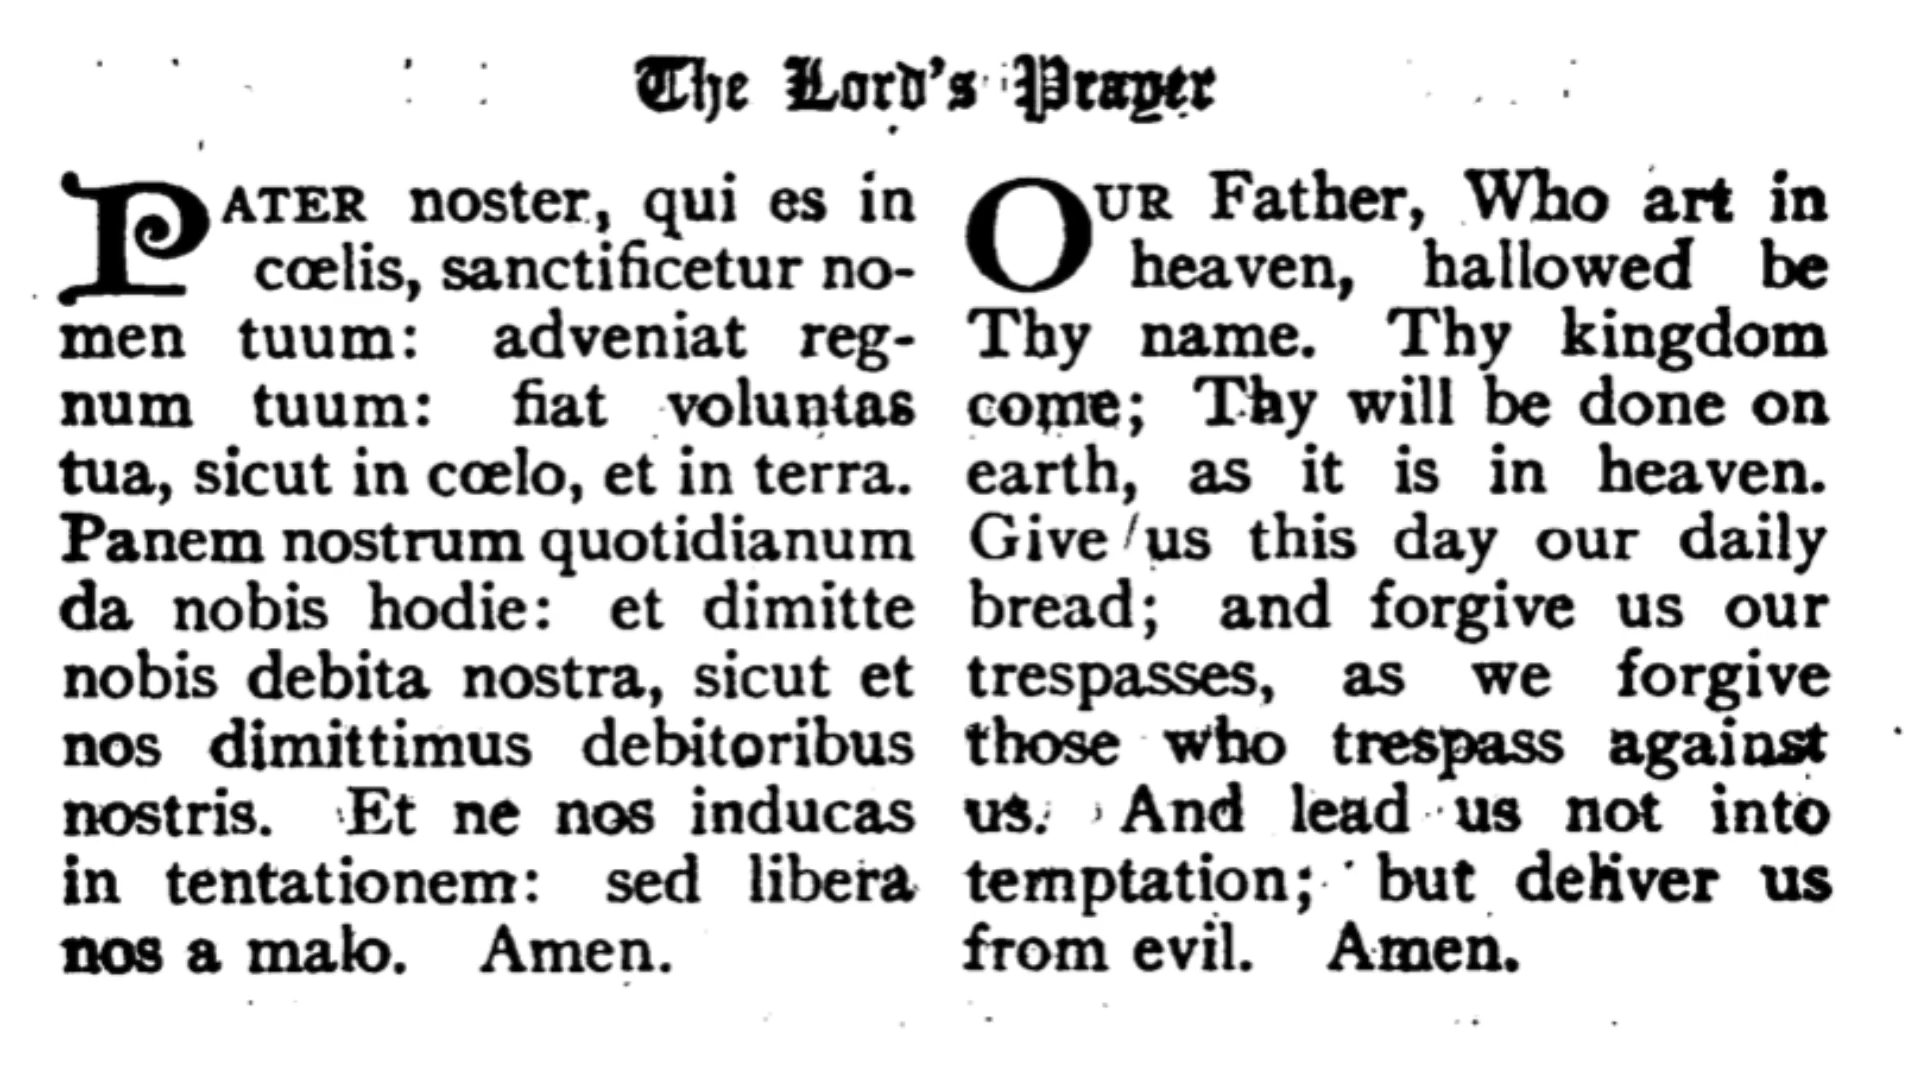 The Lord's Prayer
PATER noster, qui es in
cœlis, sanctificetur no-
men tuum: adveniat reg-
num tuum: fiat voluntas
tua, sicut in cœlo, et in terra.
Panem nostrum quotidianum
da nobis hodie: et dimitte
nobis debita nostra, sicut et
nos dimittimus debitoribus
nostris. Et ne nos inducas
in tentationem: sed libera
nos a malo. Amen.
OUR Father, Who art in
heaven, hallowed be
Thy name. Thy kingdom
come; Thy will be done on
earth, as it is in heaven.
Give us this day our daily
bread; and forgive us our
trespasses, as we forgive
those who trespass against
us. And lead us not into
temptation; but deliver us
from evil. Amen.